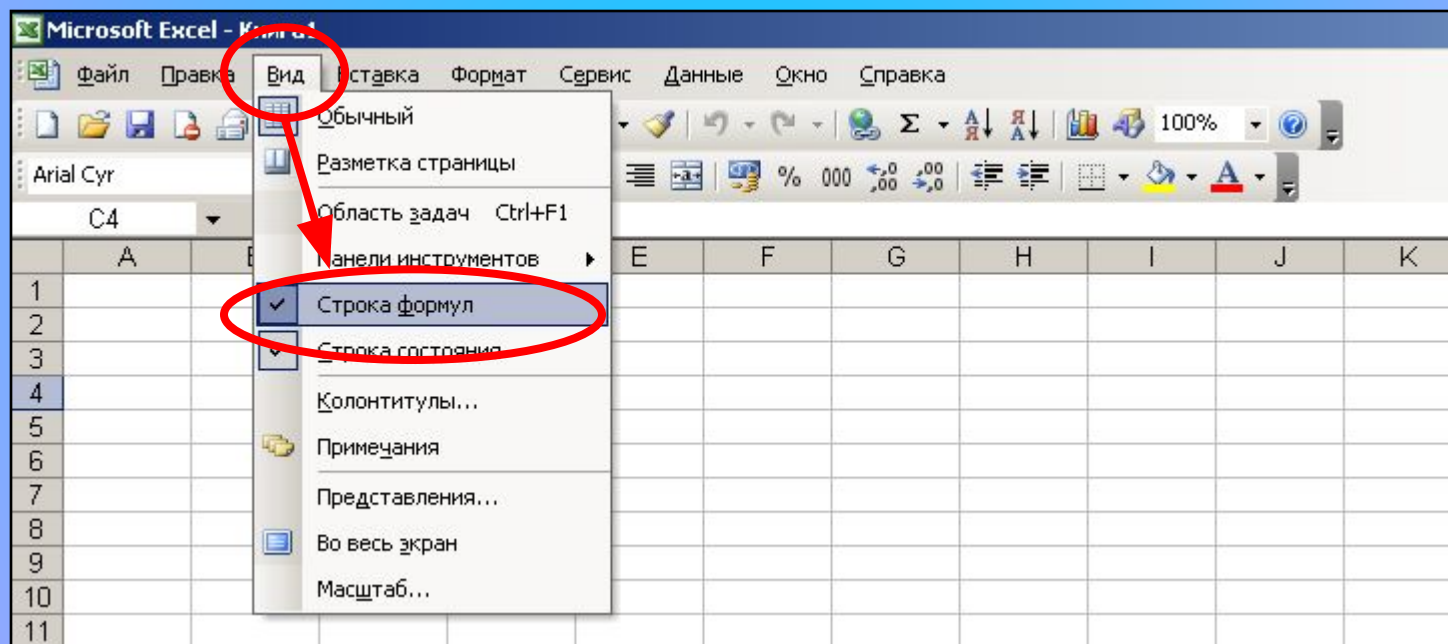 Microsoft Excel - Книга1
Файл Правка Вид Вставка Формат Сервис Данные Окно Справка
100%
Arial Cyr % 000
C4
A E F G H I J K
Обычный
Разметка страницы
Область задач Ctrl+F1
Панели инструментов
Строка формул
Строка состояния
Колонтитулы...
Примечания
Представления...
Во весь экран
Масштаб...
1
2
3
4
5
6
7
8
9
10
11